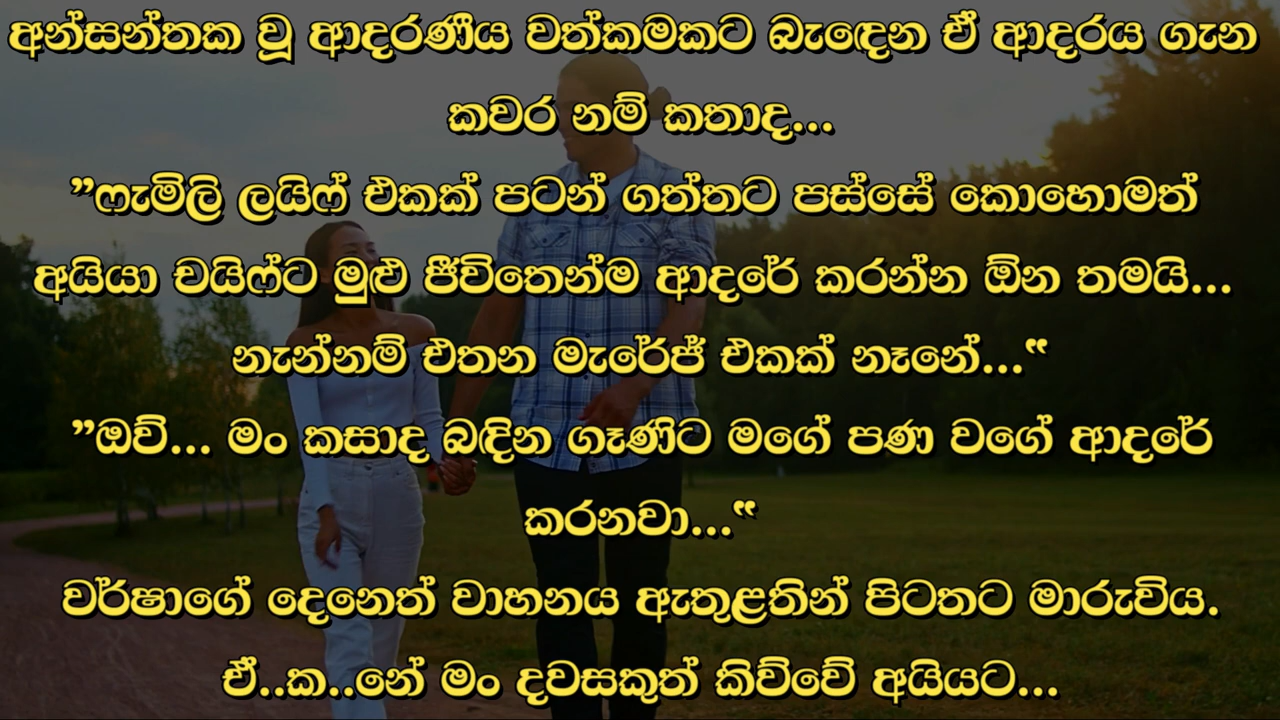 අන්සන්තක වූ ආදරණීය වත්කමකට බැඳෙන ඒ ආදරය ගැන
කවර නම් කතාද...
”ෆැමිලි ලයිෆ් එකක් පටන් ගත්තට පස්සේ කොහොමත්
අයියා වයිෆ්ට මුළු ජීවිතෙන්ම ආදරේ කරන්න ඕන තමයි...
නැන්නම් එතන මැරේජ් එකක් නෑනේ...“
”ඔව්... මං කසාද බඳින ගෑණිට මගේ පණ වගේ ආදරේ
කරනවා...“
වර්ෂාගේ දෙනෙත් වාහනය ඇතුළතින් පිටතට මාරුවිය.
ඒ..ක..නේ මං දවසකුත් කිව්වේ අයියට...